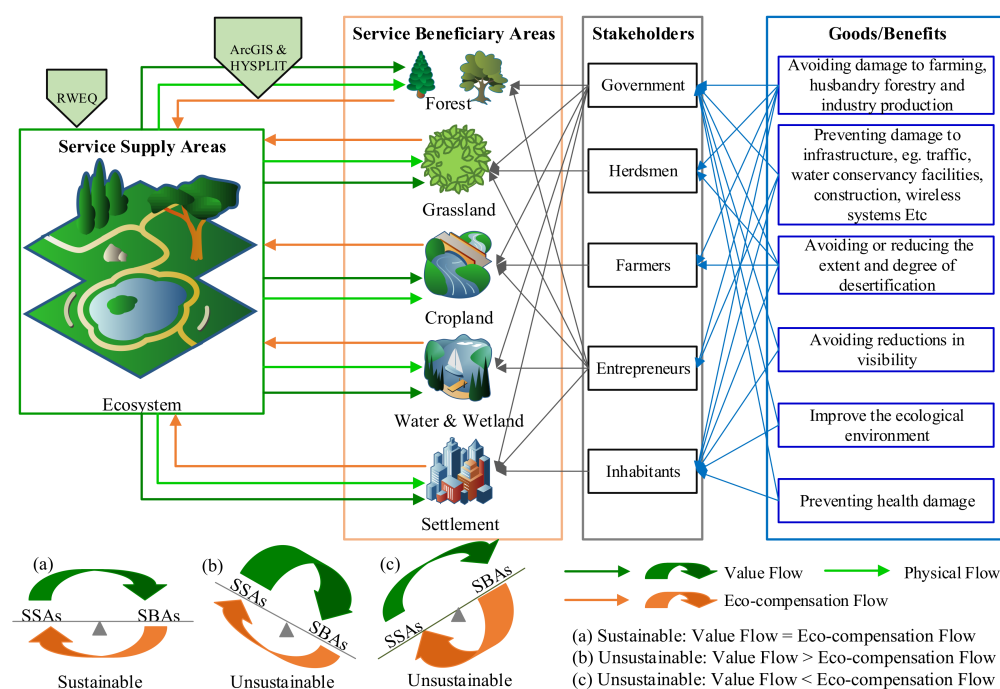 RWEQ
ArcGIS &
HYSPLIT
Service Supply Areas
Ecosystem
Service Beneficiary Areas
Forest
Grassland
Cropland
Water & Wetland
Settlement
Stakeholders
Government
Herdsmen
Farmers
Entrepreneurs
Inhabitants
Goods/Benefits
Avoiding damage to farming,
husbandry forestry and
industry production
Preventing damage to
infrastructure, eg. traffic,
water conservancy facilities,
construction, wireless
systems Etc
Avoiding or reducing the
extent and degree of
desertification
Avoiding reductions in
visibility
Improve the ecological
environment
Preventing health damage
(a)
SSAs
SBAs
Sustainable
(b)
SSAs
SBAs
Unsustainable
(c)
SSAs
SBAs
Unsustainable
Value Flow
Physical Flow
Eco-compensation Flow
(a) Sustainable: Value Flow = Eco-compensation Flow
(b) Unsustainable: Value Flow > Eco-compensation Flow
(c) Unsustainable: Value Flow < Eco-compensation Flow